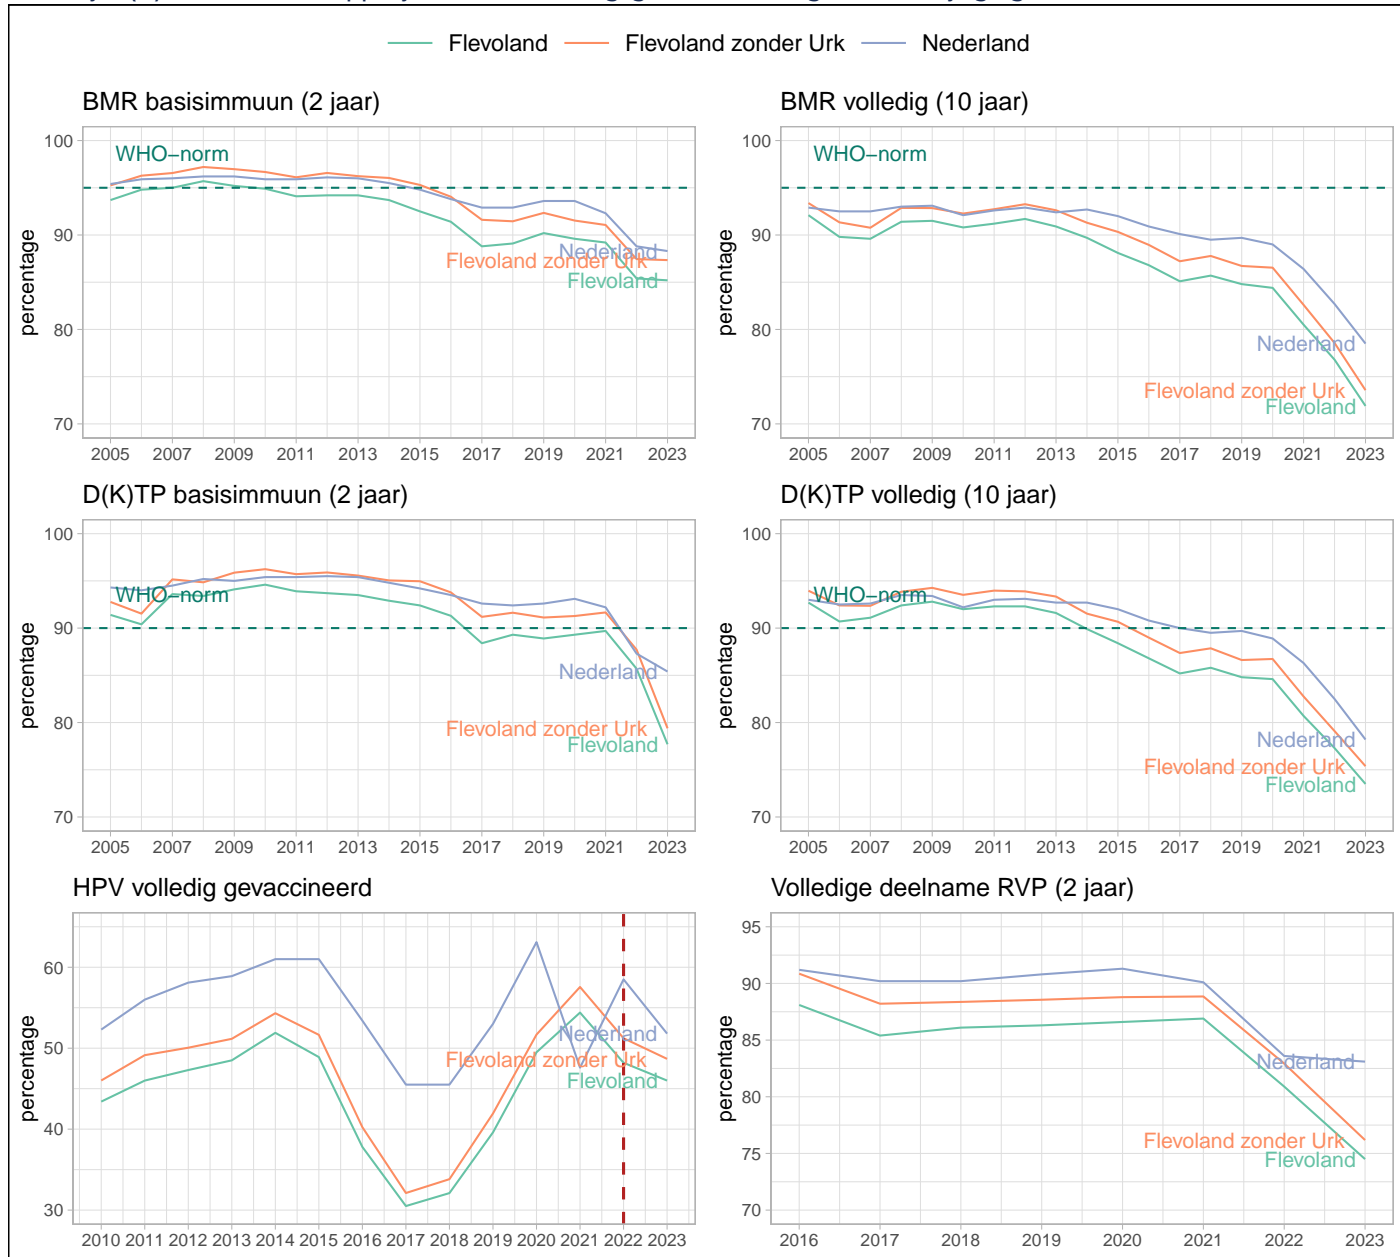 Flevoland Flevoland zonder Urk Nederland
BMR basisimmuun (2 jaar)
percentage
100
90
80
70
WHO−norm
Nederland
Flevoland zonder Urk
Flevoland
2005 2007 2009 2011 2013 2015 2017 2019 2021 2023
BMR volledig (10 jaar)
percentage
100
90
80
70
WHO−norm
Nederland
Flevoland zonder Urk
Flevoland
2005 2007 2009 2011 2013 2015 2017 2019 2021 2023
D(K)TP basisimmuun (2 jaar)
percentage
100
90
80
70
WHO−norm
Nederland
Flevoland zonder Urk
Flevoland
2005 2007 2009 2011 2013 2015 2017 2019 2021 2023
D(K)TP volledig (10 jaar)
percentage
100
90
80
70
WHO−norm
Nederland
Flevoland zonder Urk
Flevoland
2005 2007 2009 2011 2013 2015 2017 2019 2021 2023
HPV volledig gevaccineerd
percentage
60
50
40
30
Nederland
Flevoland zonder Urk
Flevoland
2010 2011 2012 2013 2014 2015 2016 2017 2018 2019 2020 2021 2022 2023
Volledige deelname RVP (2 jaar)
percentage
95
90
85
80
75
70
Nederland
Flevoland zonder Urk
Flevoland
2016 2017 2018 2019 2020 2021 2022 2023